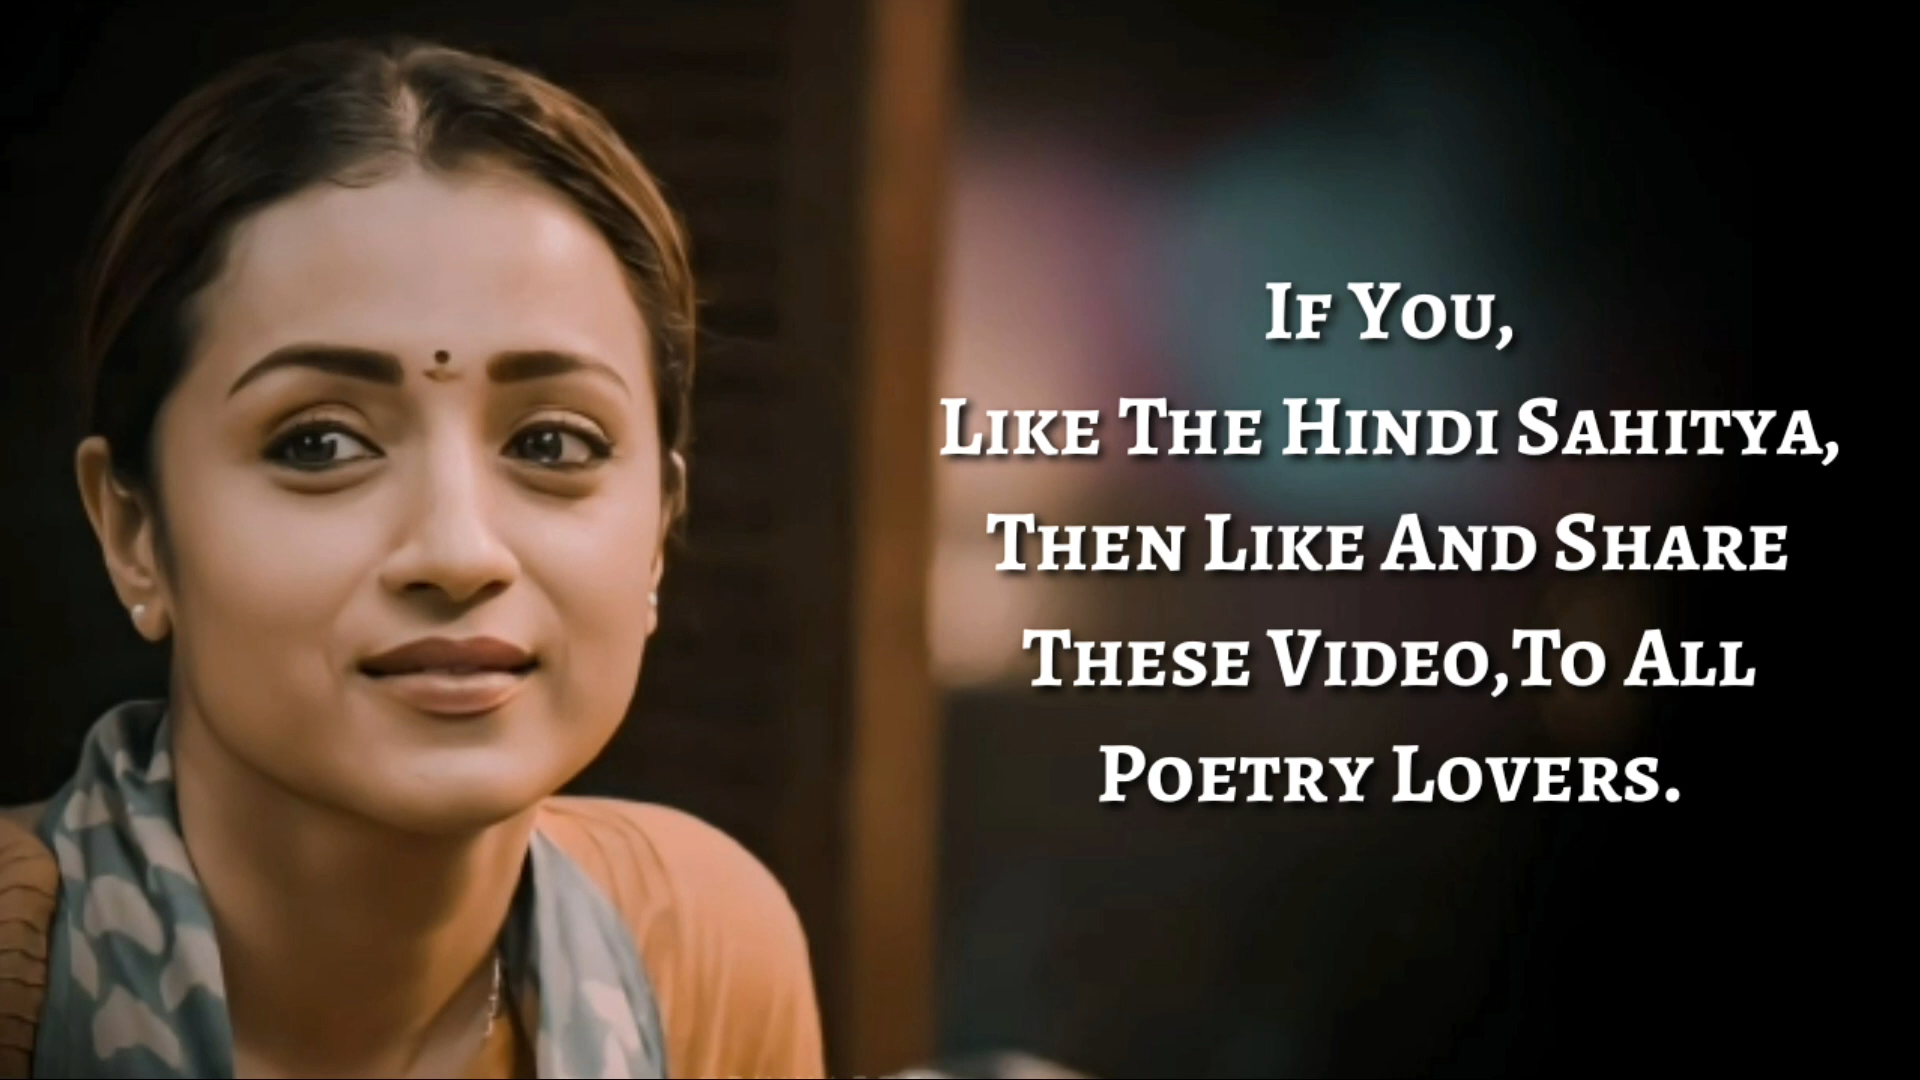 If You,
Like The Hindi Sahitya,
Then Like And Share
These Video,To All
Poetry Lovers.